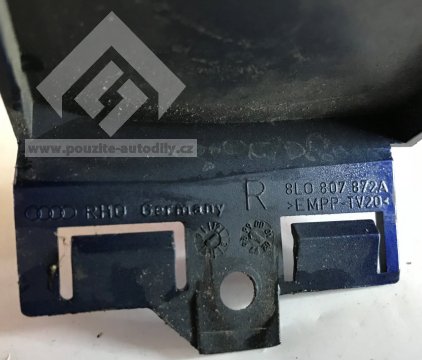 www.pouzite-autodily.cz
R 8L0 807 872A
RHO Germany >EMPP-TV20<